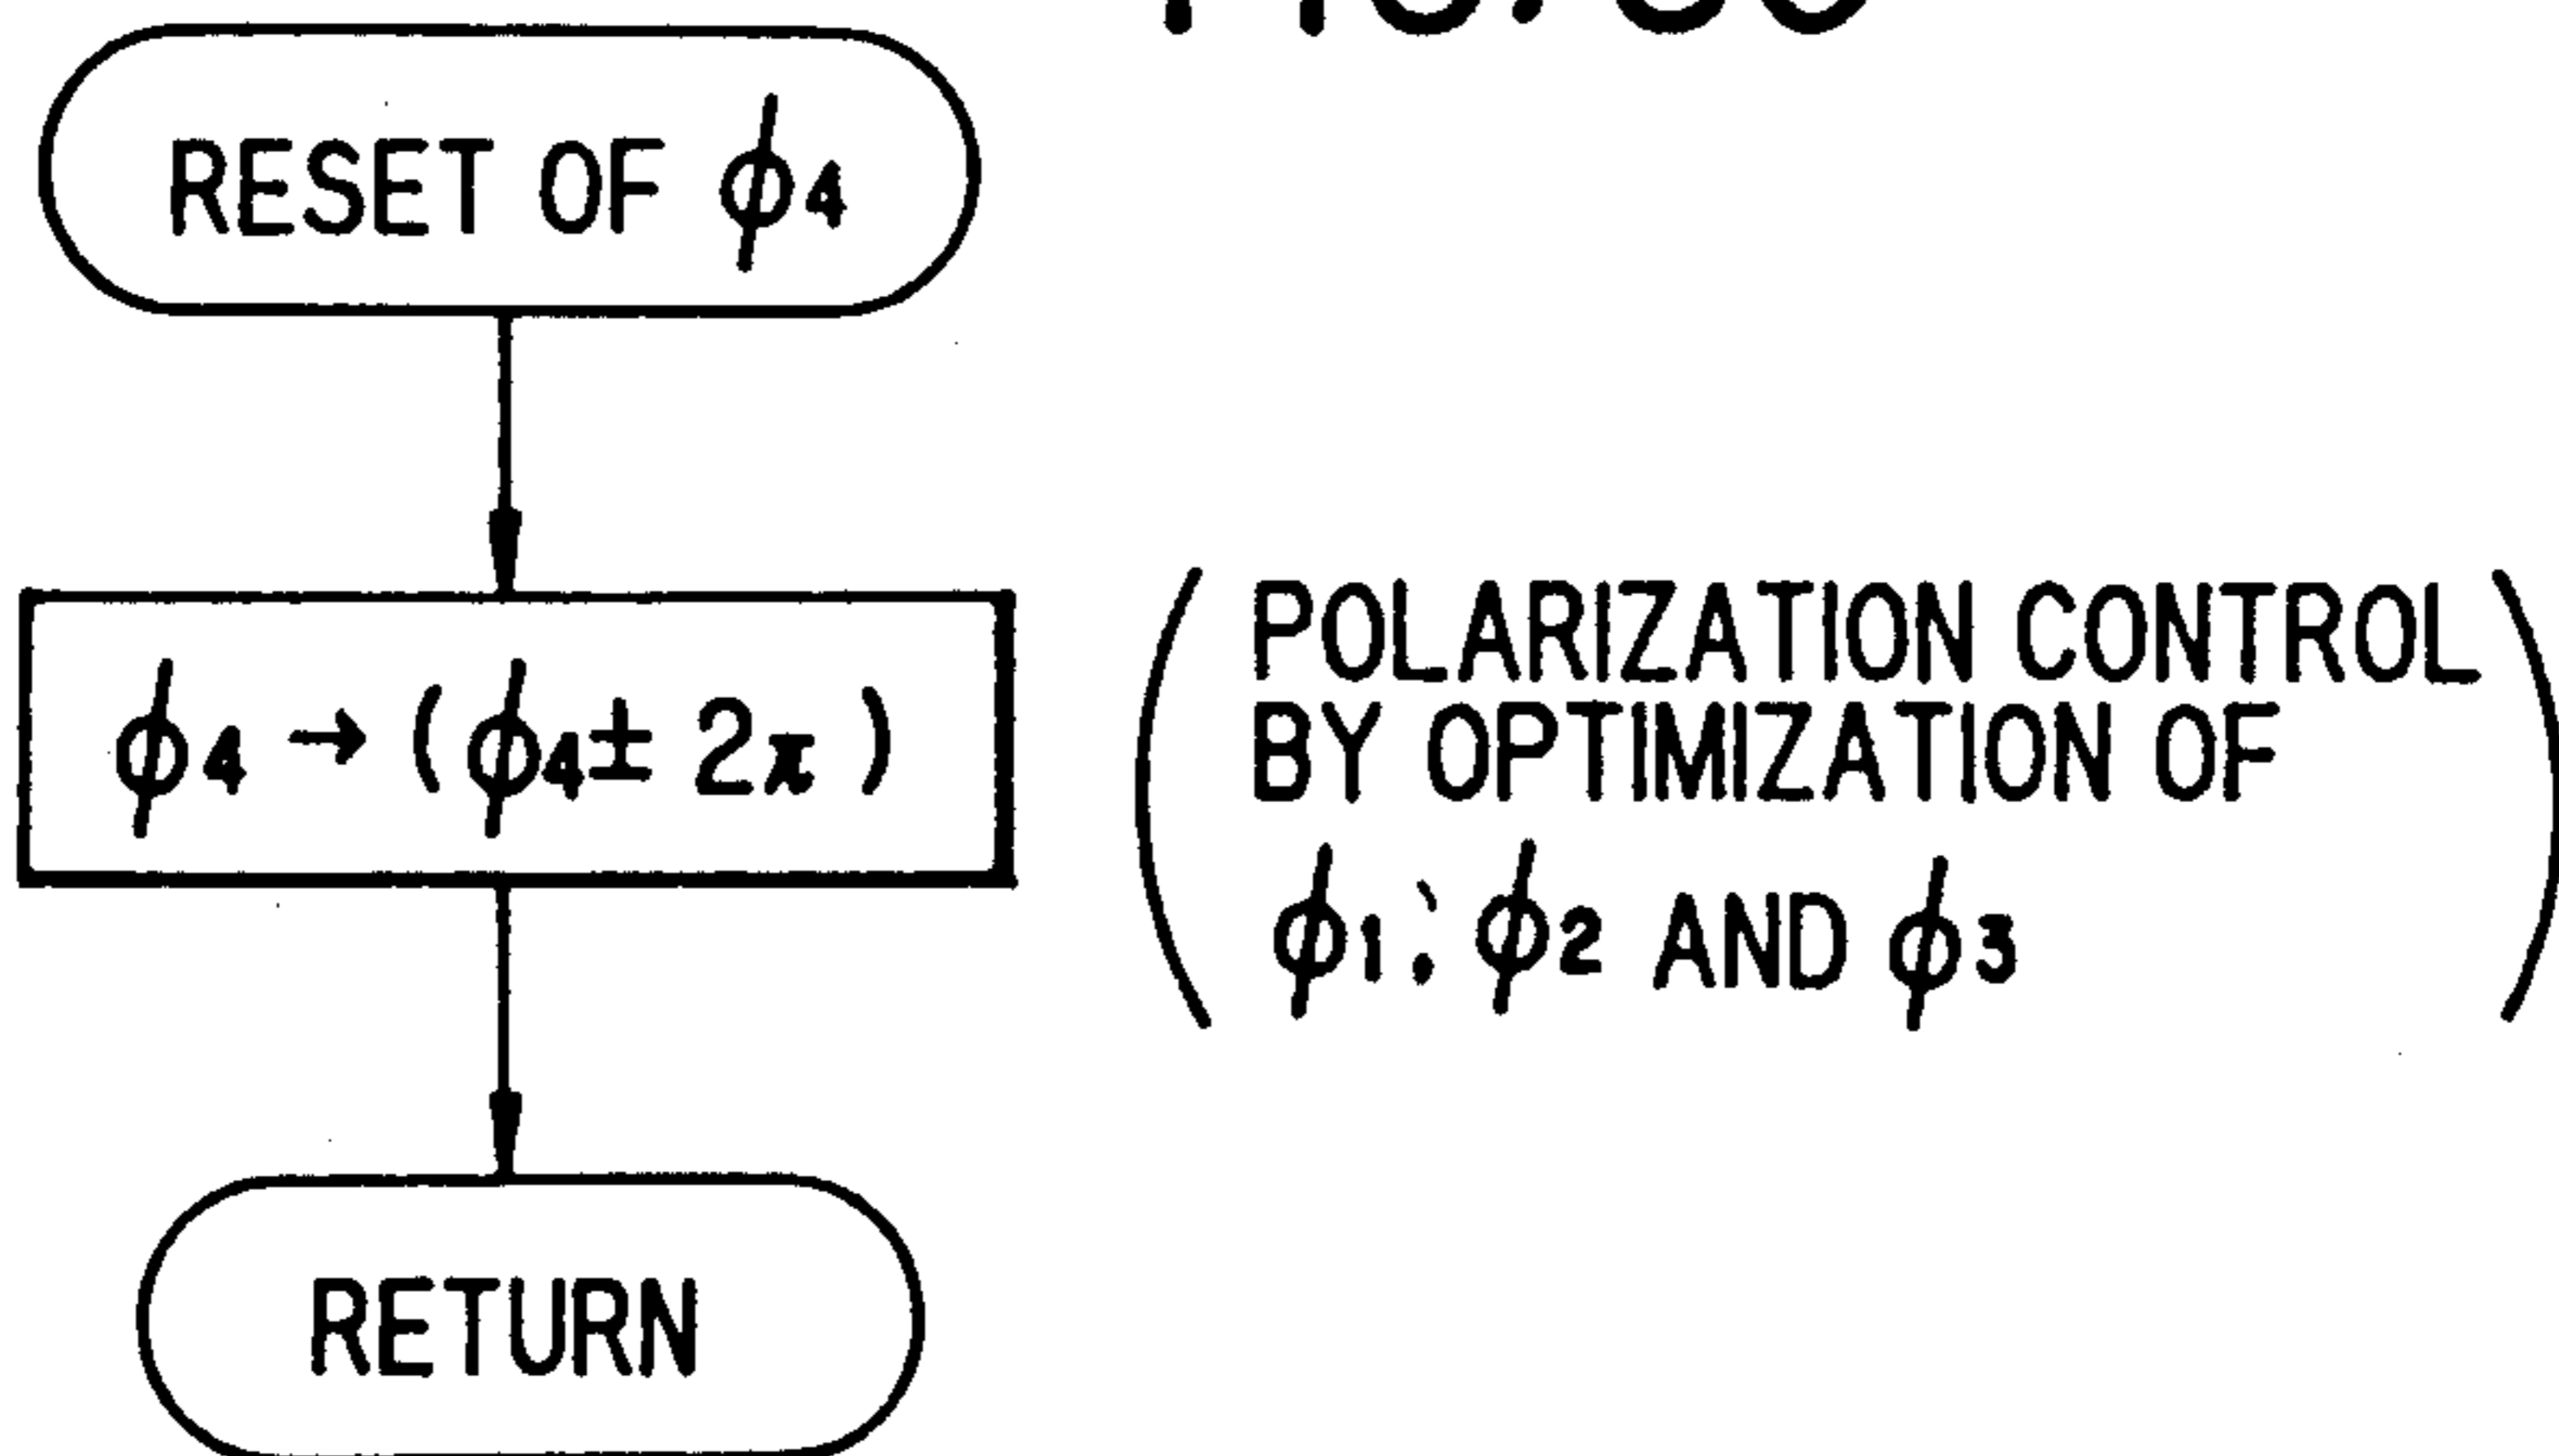 RESET OF ϕ4
ϕ4 → (ϕ4 ± 2π)
(POLARIZATION CONTROL
BY OPTIMIZATION OF
ϕ1, ϕ2 AND ϕ3)
RETURN